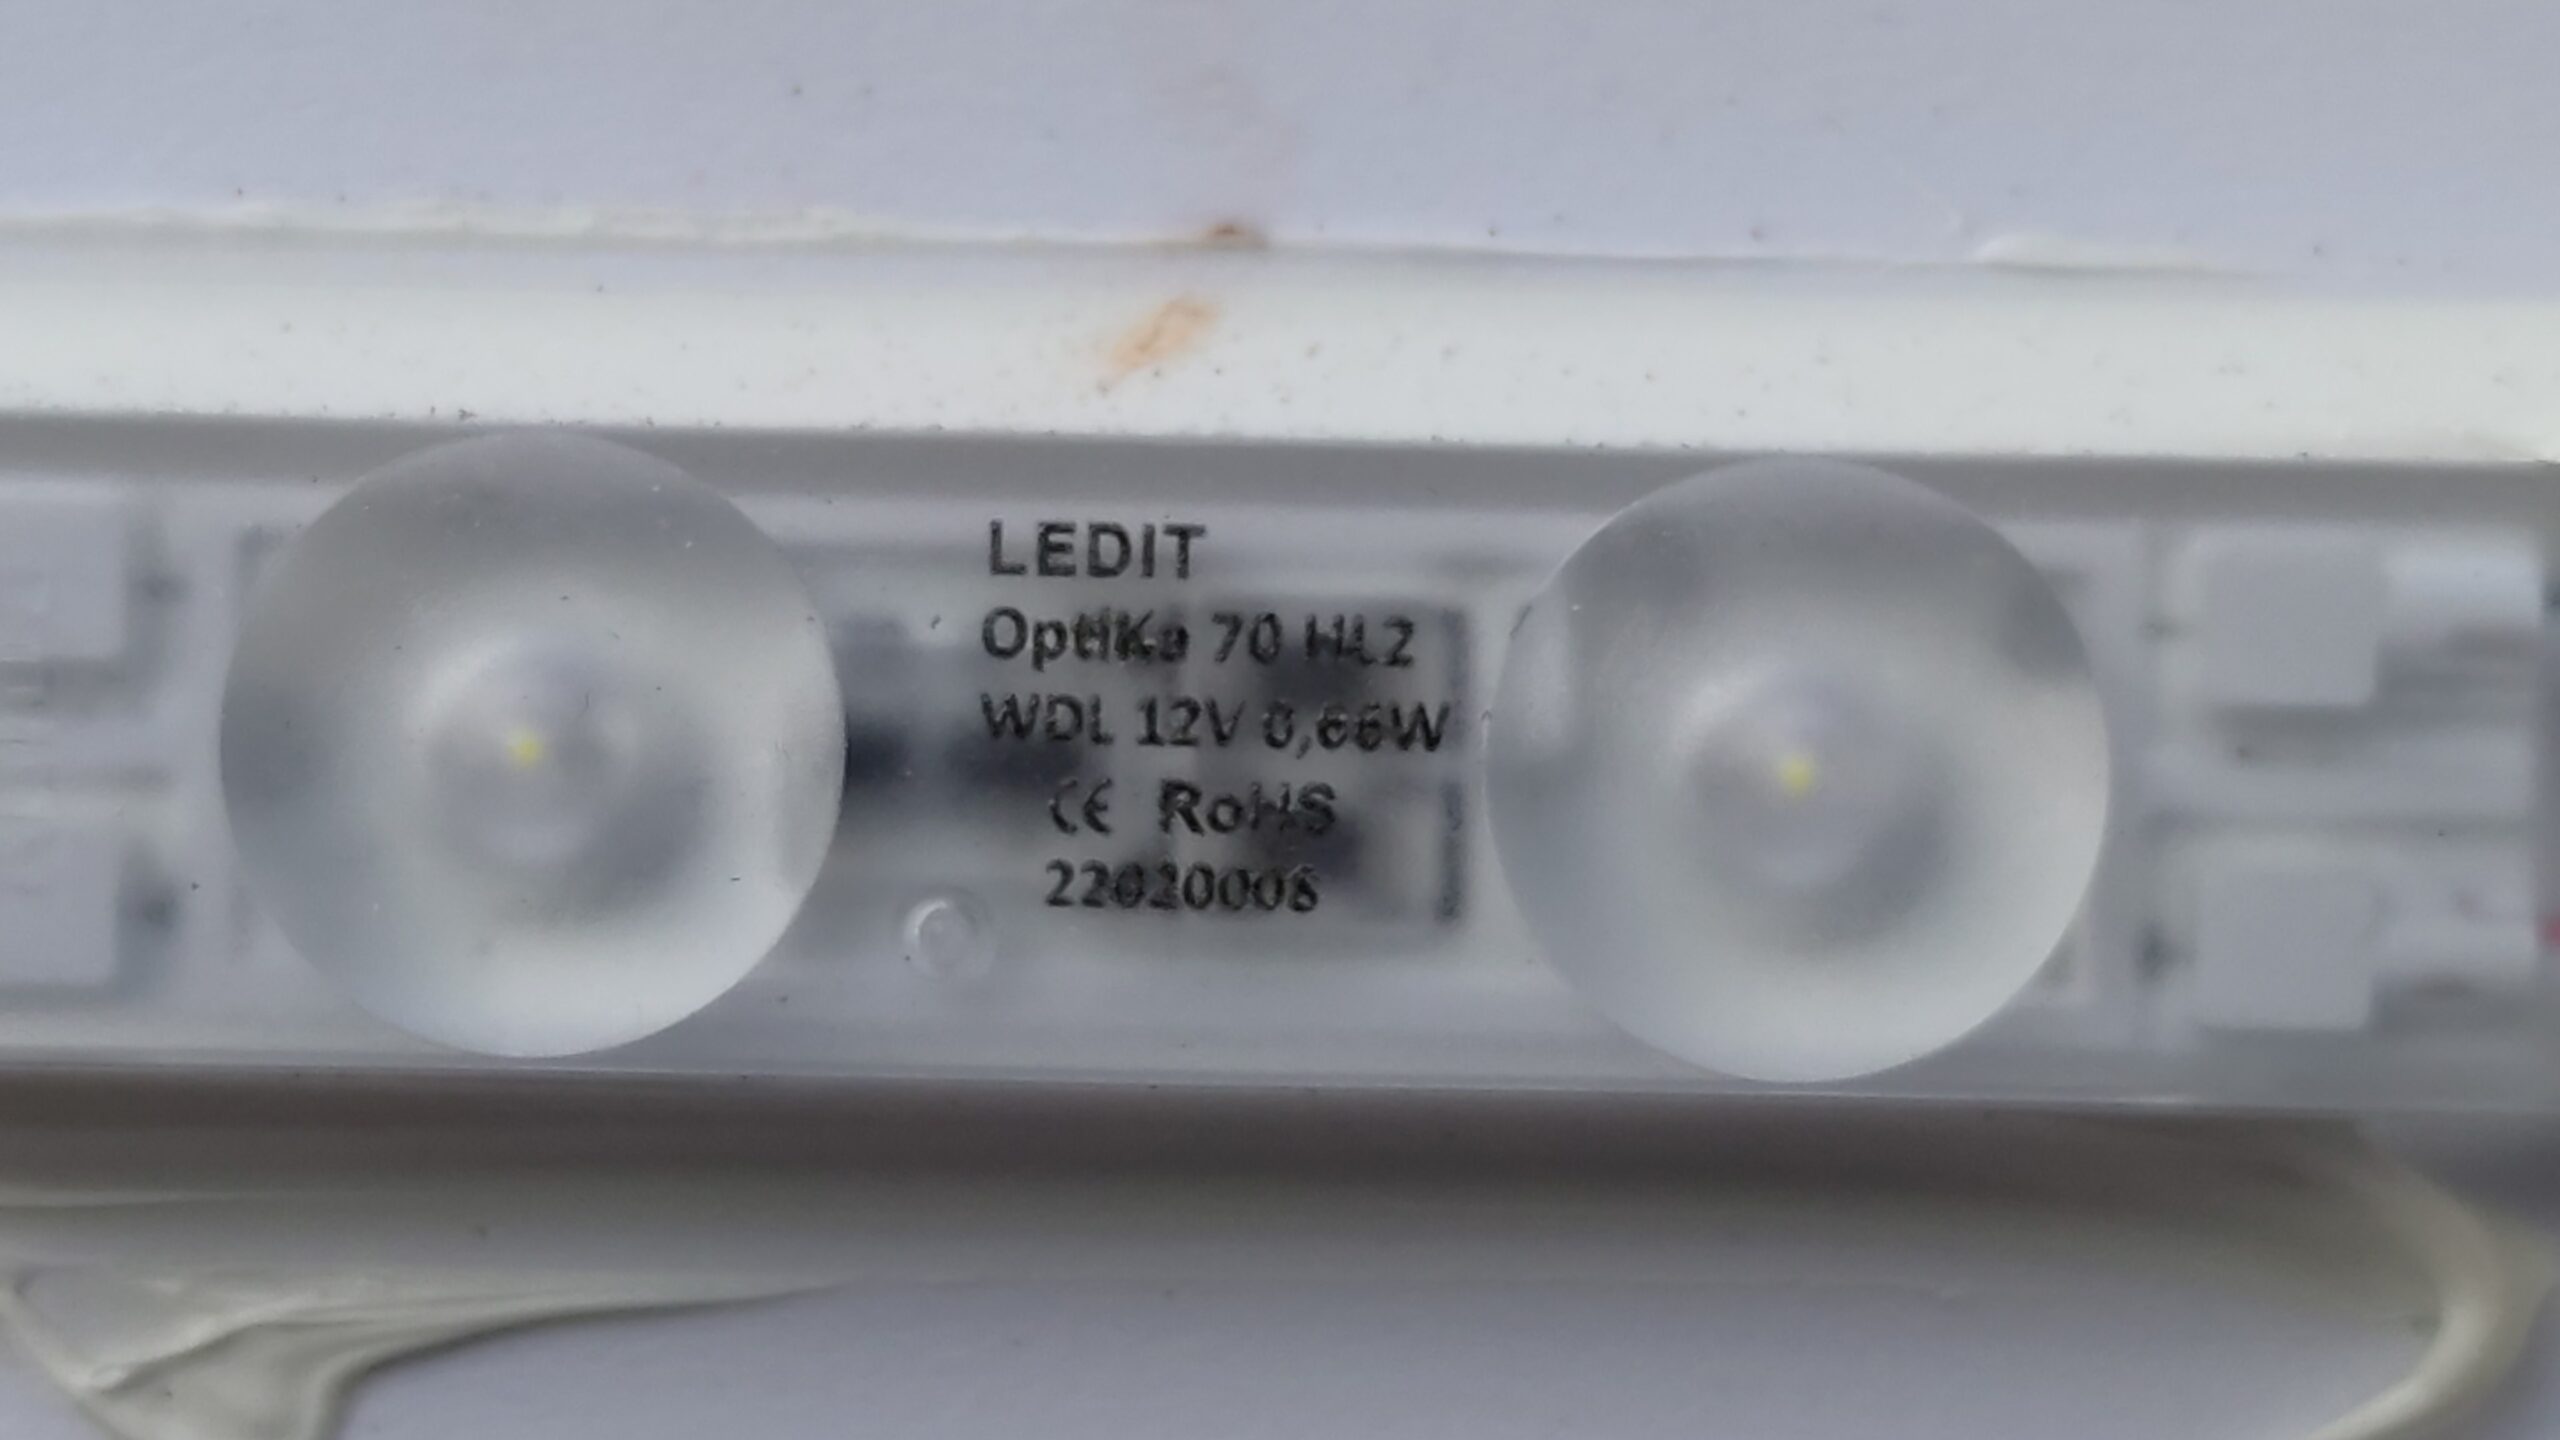 LEDIT
OptiKa 70 HL2
WDL 12V 0,66W
CE RoHS
22020006